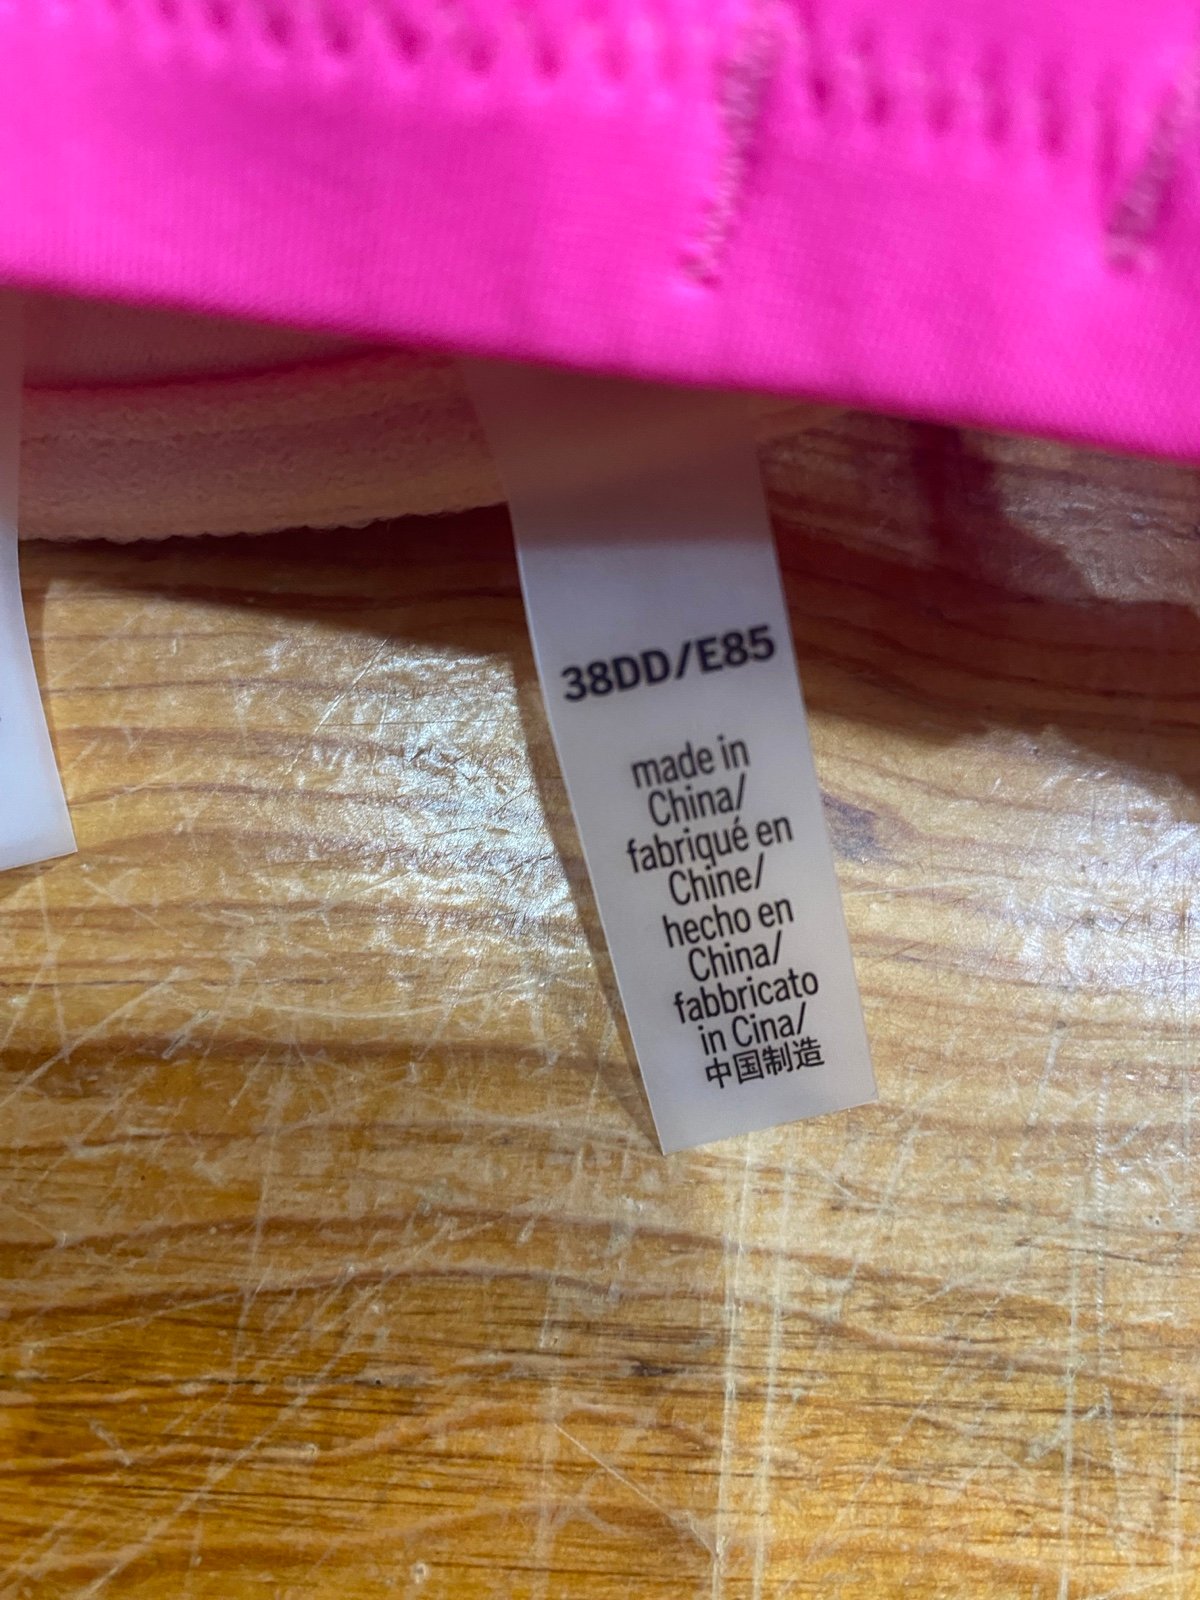 38DD/E85
made in
China/
fabriqué en
Chine/
hecho en
China/
fabbricato
in Cina/
中国制造